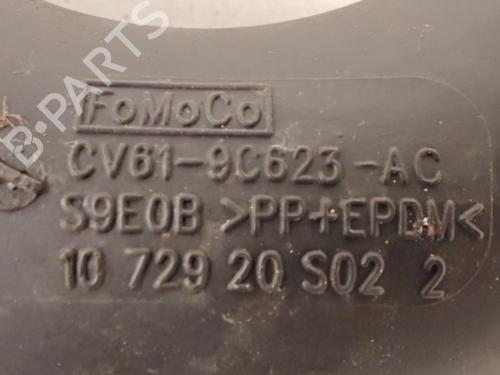 FoMoCo
CV61-9C623-AC
S9E0B >PP+EPDM<
10 729 20 S02 2
B-PARTS